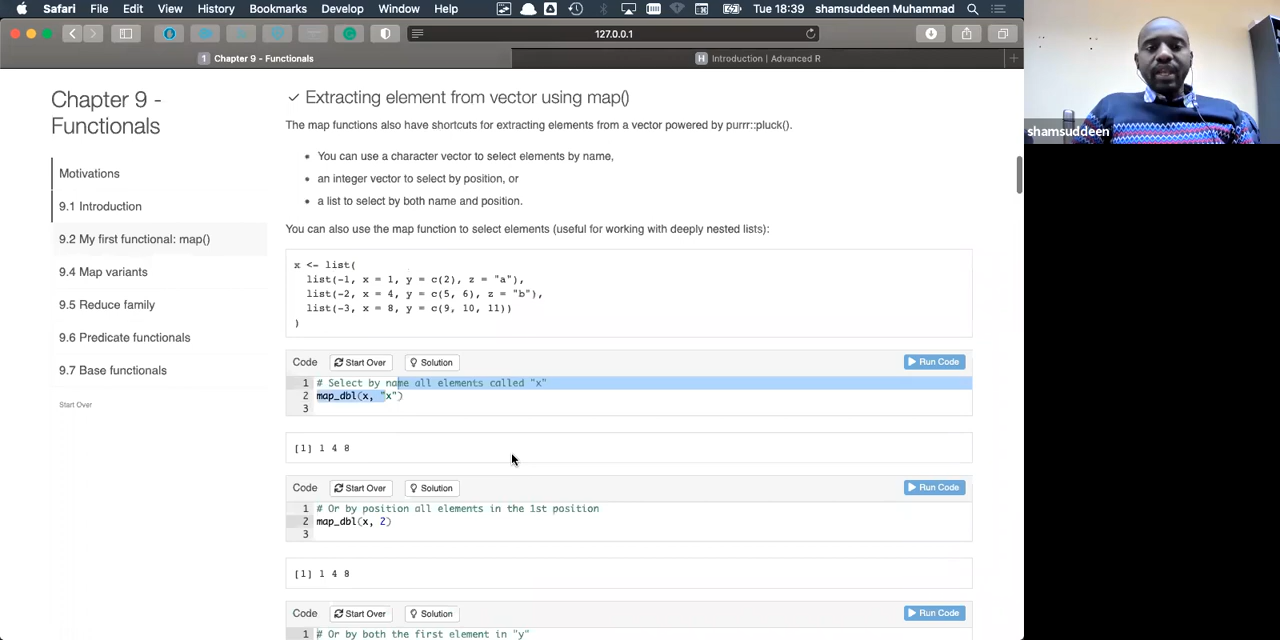 Safari File Edit View History Bookmarks Develop Window Help Tue 18:39 shamsuddeen Muhammad
127.0.0.1
1 Chapter 9 - Functionals
H Introduction | Advanced R
shamsuddeen
Chapter 9 -
Functionals
Motivations
9.1 Introduction
9.2 My first functional: map()
9.4 Map variants
9.5 Reduce family
9.6 Predicate functionals
9.7 Base functionals
Start Over
✓ Extracting element from vector using map()
The map functions also have shortcuts for extracting elements from a vector powered by purrr::pluck().
• You can use a character vector to select elements by name,
• an integer vector to select by position, or
• a list to select by both name and position.
You can also use the map function to select elements (useful for working with deeply nested lists):
x <- list(
list(-1, x = 1, y = c(2), z = "a"),
list(-2, x = 4, y = c(5, 6), z = "b"),
list(-3, x = 8, y = c(9, 10, 11))
)
Code Start Over Solution Run Code
1 # Select by name all elements called "x"
2 map_dbl(x, "x")
3
[1] 1 4 8
Code Start Over Solution Run Code
1 # Or by position all elements in the 1st position
2 map_dbl(x, 2)
3
[1] 1 4 8
Code Start Over Solution Run Code
1 # Or by both the first element in "y"